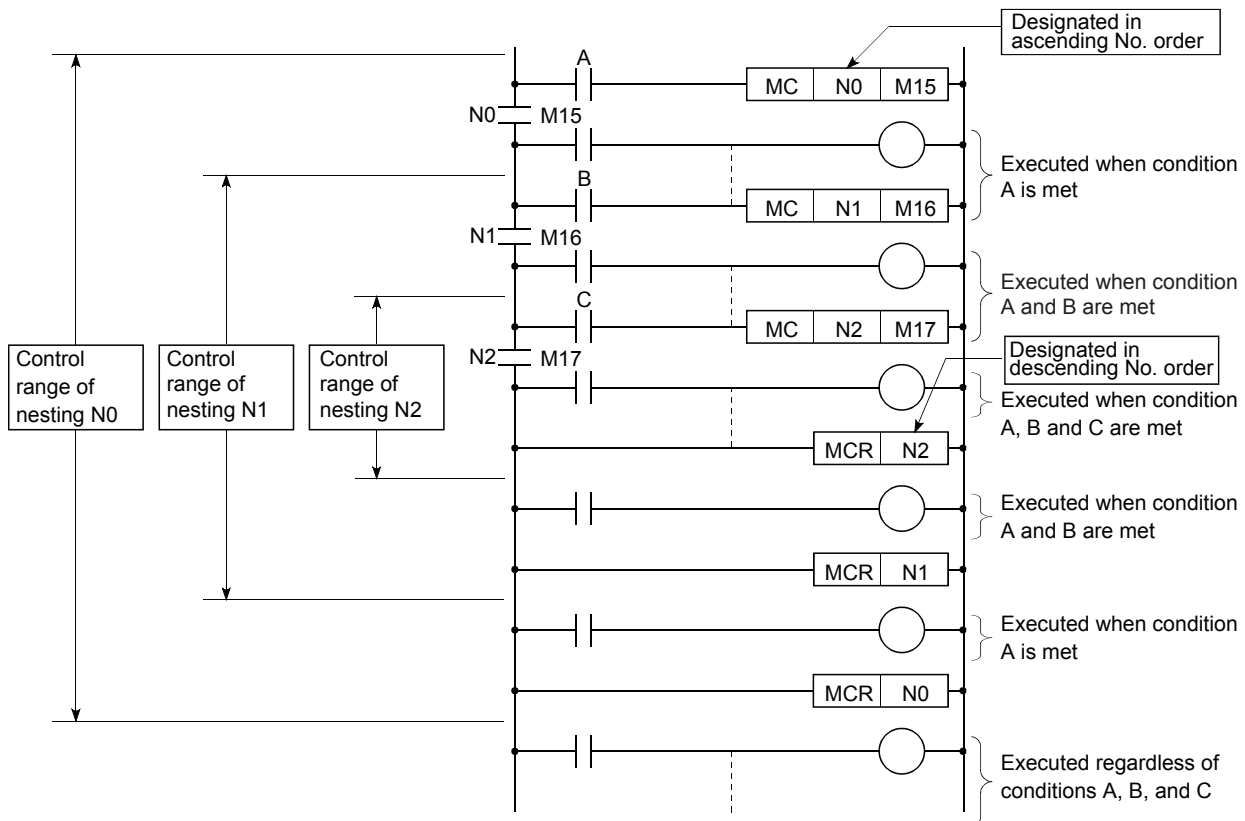 Designated in
ascending No. order
A
MC N0 M15
N0 M15
Executed when condition
A is met
B
MC N1 M16
N1 M16
Executed when condition
A and B are met
C
MC N2 M17
Designated in
descending No. order
N2 M17
Control
range of
nesting N0
Control
range of
nesting N1
Control
range of
nesting N2
Executed when condition
A, B and C are met
MCR N2
Executed when condition
A and B are met
MCR N1
Executed when condition
A is met
MCR N0
Executed regardless of
conditions A, B, and C